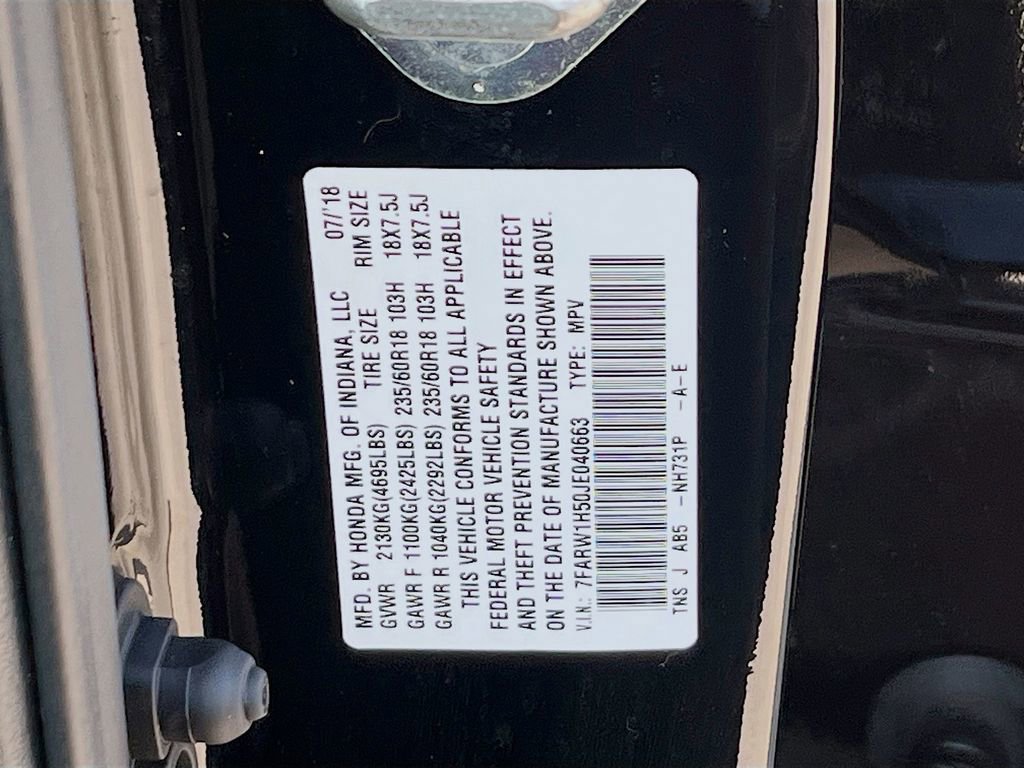 MFD. BY HONDA MFG. OF INDIANA, LLC 07/'18
GVWR 2130KG(4695LBS) TIRE SIZE RIM SIZE
GAWR F 1100KG(2425LBS) 235/60R18 103H 18X7.5J
GAWR R 1040KG(2292LBS) 235/60R18 103H 18X7.5J
THIS VEHICLE CONFORMS TO ALL APPLICABLE
FEDERAL MOTOR VEHICLE SAFETY
AND THEFT PREVENTION STANDARDS IN EFFECT
ON THE DATE OF MANUFACTURE SHOWN ABOVE.
V.I.N.: 7FARW1H50JE040663 TYPE: MPV
TNS J AB5 -NH731P -A-E